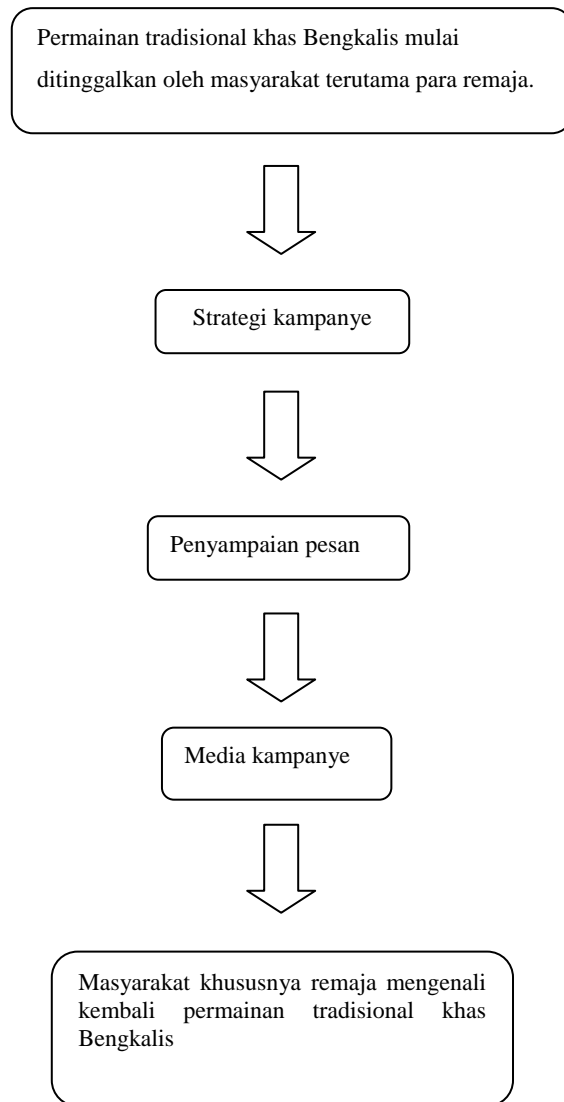 Permainan tradisional khas Bengkalis mulai
ditinggalkan oleh masyarakat terutama para remaja.
Strategi kampanye
Penyampaian pesan
Media kampanye
Masyarakat khususnya remaja mengenali
kembali permainan tradisional khas
Bengkalis